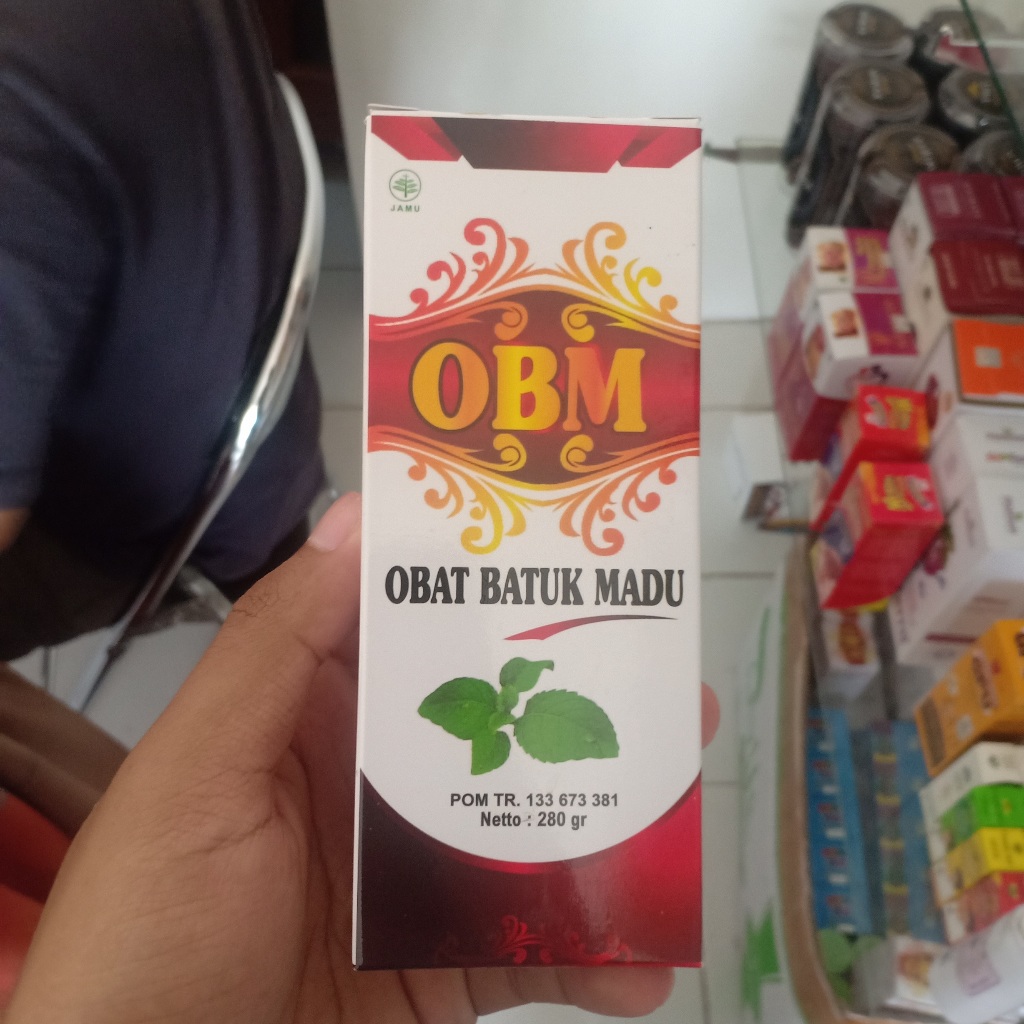 JAMU
OBM
OBAT BATUK MADU
POM TR. 133 673 381
Netto : 280 gr